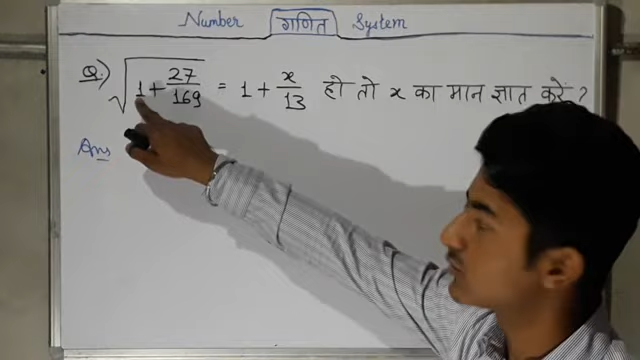 Number गणित System
Q.) √(1 + 27/169) = 1 + x/13 हो तो x का मान ज्ञात करें ?
Ans